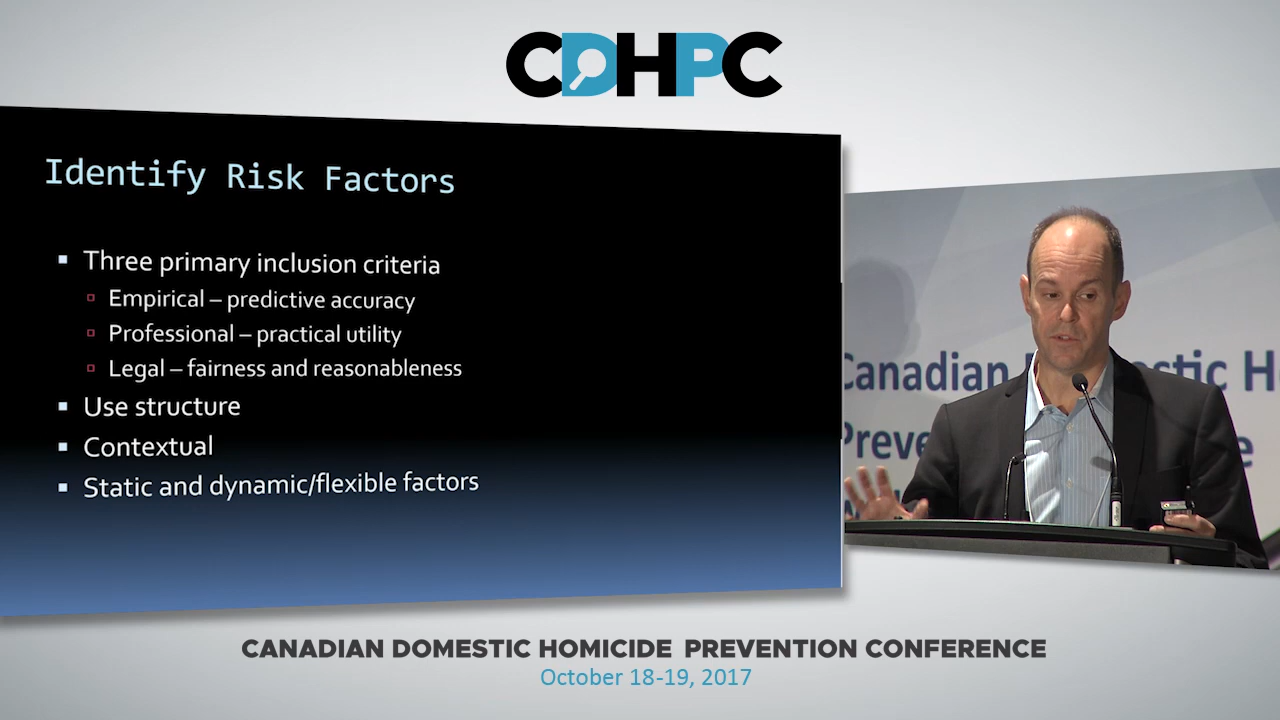 CDHPC
Identify Risk Factors
Three primary inclusion criteria
Empirical – predictive accuracy
Professional – practical utility
Legal – fairness and reasonableness
Use structure
Contextual
Static and dynamic/flexible factors
Canadian
CANADIAN DOMESTIC HOMICIDE PREVENTION CONFERENCE
October 18-19, 2017